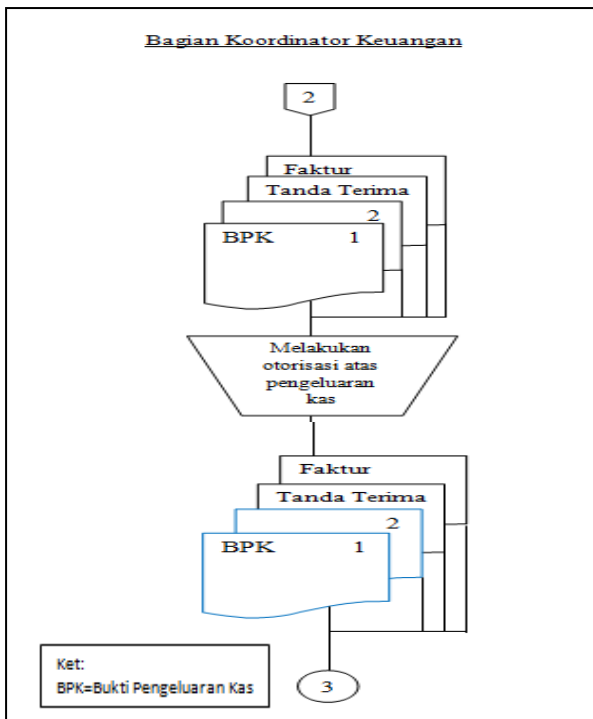 Bagian Koordinator Keuangan
2
Faktur
Tanda Terima
2
BPK 1
Melakukan
otorisasi atas
pengeluaran
kas
Faktur
Tanda Terima
2
BPK 1
Ket:
BPK=Bukti Pengeluaran Kas
3